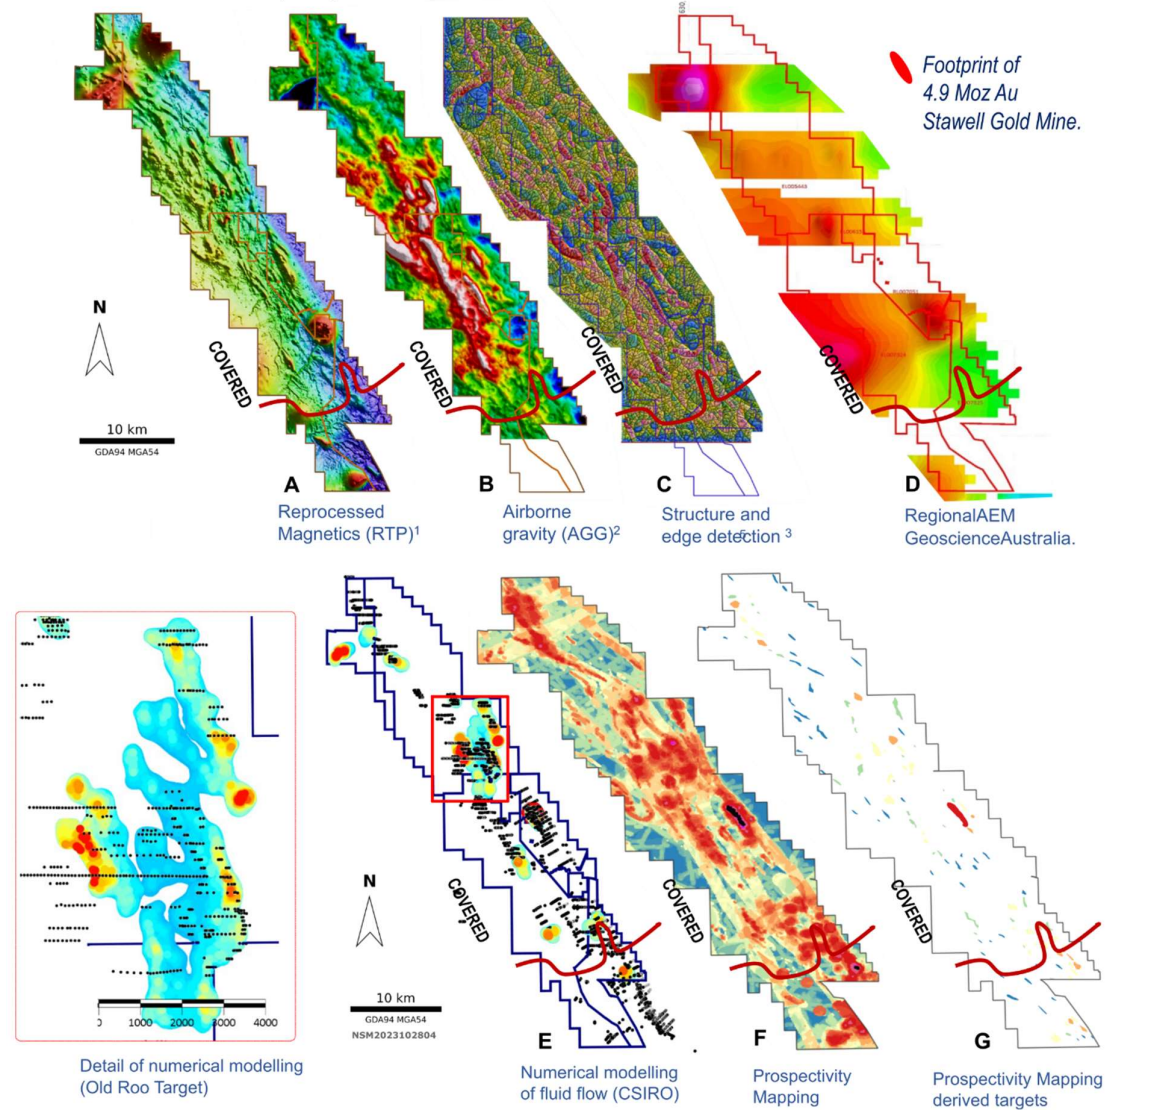 630,
Footprint of
4.9 Moz Au
Stawell Gold Mine.
N
10 km
GDA94 MGA54
COVERED
COVERED
COVERED
COVERED
A
B
C
D
Reprocessed
Magnetics (RTP)¹
Airborne
gravity (AGG)²
Structure and
edge detection ³
5
RegionalAEM
GeoscienceAustralia.
N
10 km
GDA94 MGA54
NSM2023102804
COVERED
COVERED
COVERED
0 1000 2000 3000 4000
E
F
G
Detail of numerical modelling
(Old Roo Target)
Numerical modelling
of fluid flow (CSIRO)
Prospectivity
Mapping
Prospectivity Mapping
derived targets